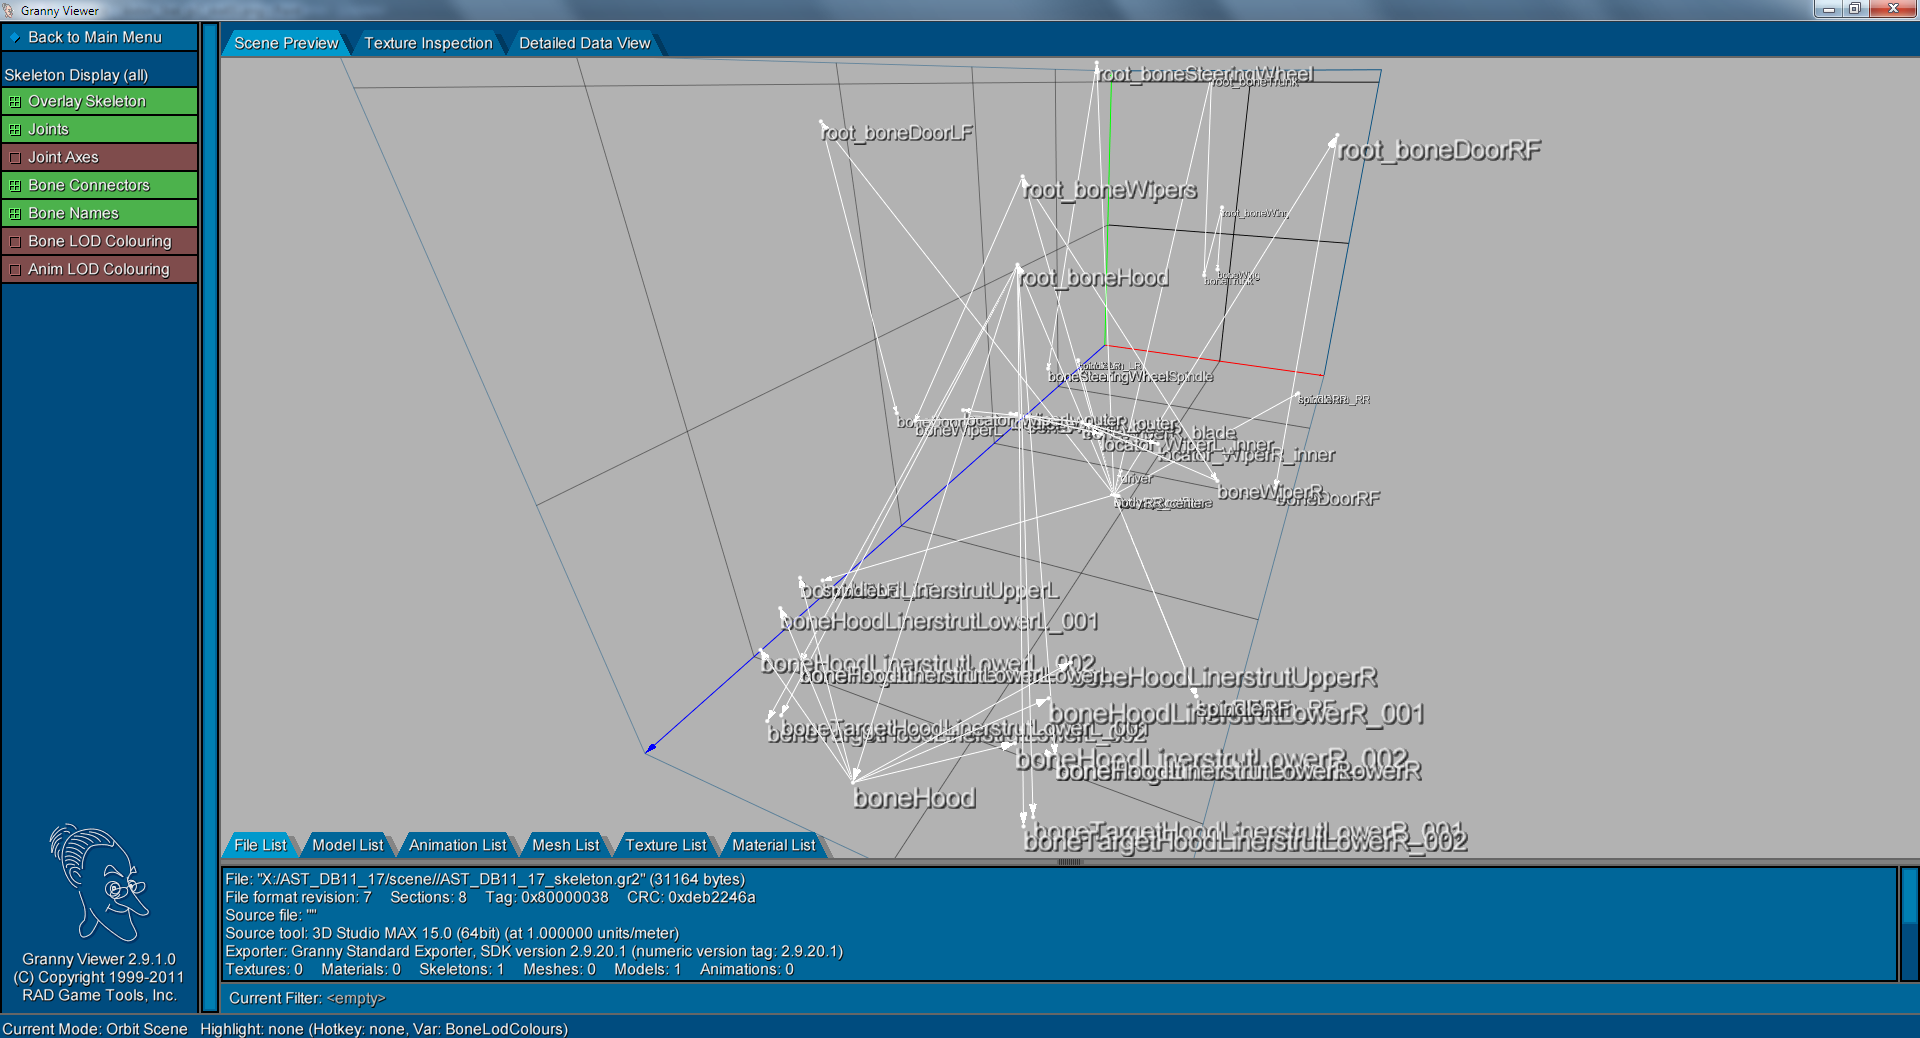 Granny Viewer
Back to Main Menu
Skeleton Display (all)
Overlay Skeleton
Joints
Joint Axes
Bone Connectors
Bone Names
Bone LOD Colouring
Anim LOD Colouring
Granny Viewer 2.9.1.0
(C) Copyright 1999-2011
RAD Game Tools, Inc.
Scene Preview
Texture Inspection
Detailed Data View
root_boneSteeringWheel
root_boneTrunk
root_boneDoorLF
root_boneDoorRF
root_boneWipers
root_boneWing
root_boneHood
boneWing
boneTrunk
boneSteeringWheelSpindle
boneWiperL
blade
locator_WiperL_inner
locator_WiperR_inner
driver
boneWiperR
boneDoorRF
boneHoodLinerstrutLowerL_001
boneHoodLinerstrutLowerL_002
boneHoodLinerstrutLowerL
boneHoodLinerstrutUpperR
boneHoodLinerstrutLowerR_001
boneTargetHoodLinerstrutLowerL_001
boneTargetHoodLinerstrutLowerL_002
boneHoodLinerstrutLowerR_002
boneHood
boneTargetHoodLinerstrutLowerR_001
boneTargetHoodLinerstrutLowerR_002
File List
Model List
Animation List
Mesh List
Texture List
Material List
File: "X:/AST_DB11_17/scene//AST_DB11_17_skeleton.gr2" (31164 bytes)
File format revision: 7 Sections: 8 Tag: 0x80000038 CRC: 0xdeb2246a
Source file: ""
Source tool: 3D Studio MAX 15.0 (64bit) (at 1.000000 units/meter)
Exporter: Granny Standard Exporter, SDK version 2.9.20.1 (numeric version tag: 2.9.20.1)
Textures: 0 Materials: 0 Skeletons: 1 Meshes: 0 Models: 1 Animations: 0
Current Filter: <empty>
Current Mode: Orbit Scene Highlight: none (Hotkey: none, Var: BoneLodColours)